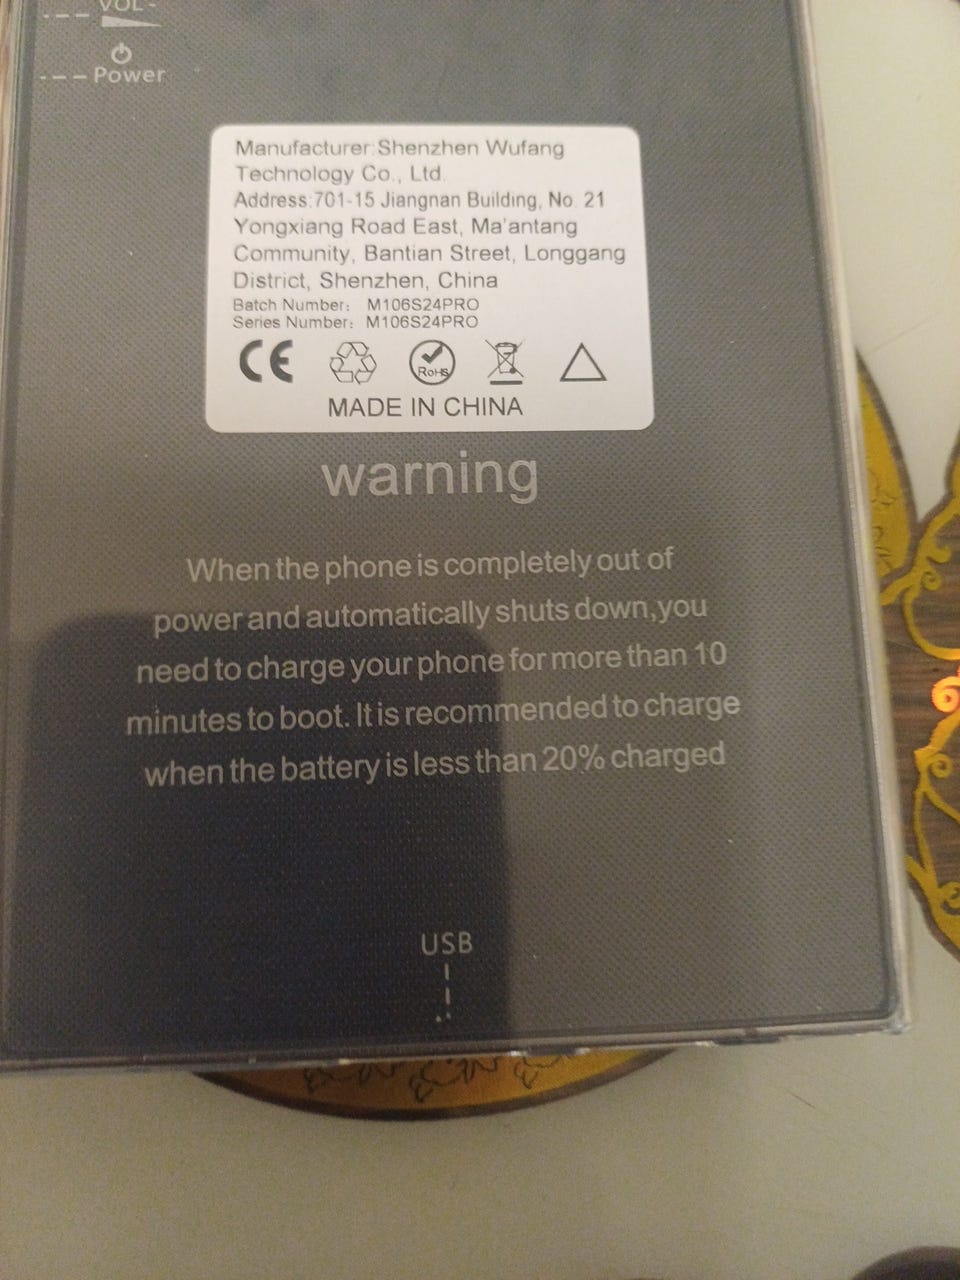 VOL-
Power
Manufacturer:Shenzhen Wufang
Technology Co., Ltd.
Address:701-15 Jiangnan Building, No. 21
Yongxiang Road East, Ma'antang
Community, Bantian Street, Longgang
District, Shenzhen, China
Batch Number: M106S24PRO
Series Number: M106S24PRO
CE RoHS
MADE IN CHINA
warning
When the phone is completely out of
power and automatically shuts down,you
need to charge your phone for more than 10
minutes to boot. It is recommended to charge
when the battery is less than 20% charged
USB